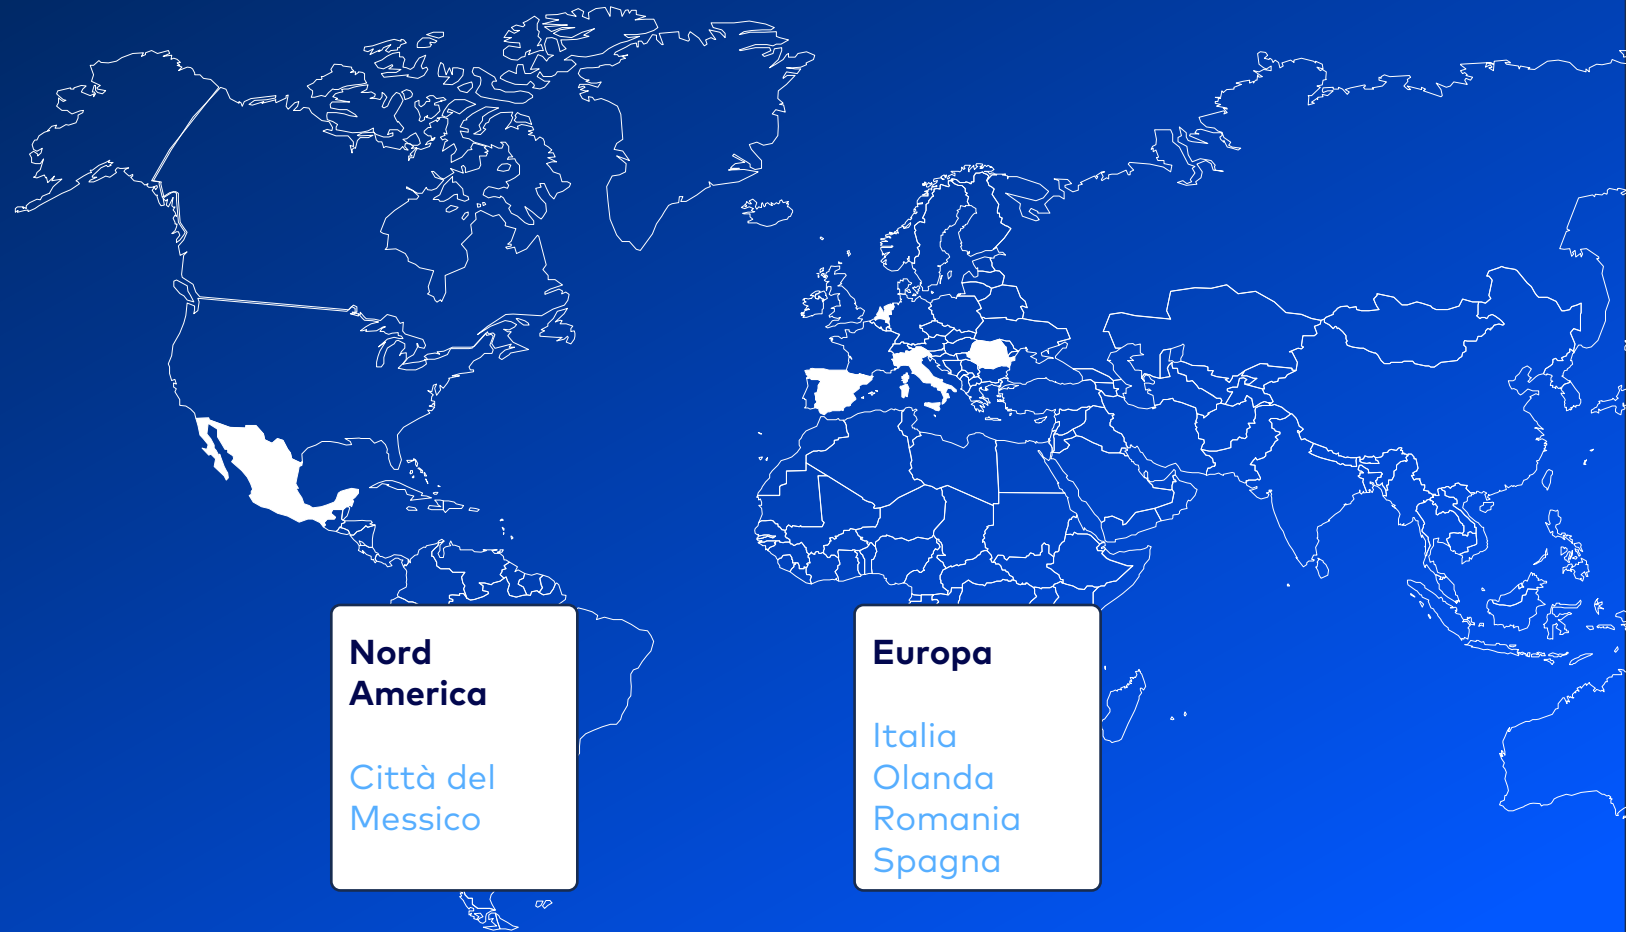 Nord
America
Città del
Messico
Europa
Italia
Olanda
Romania
Spagna